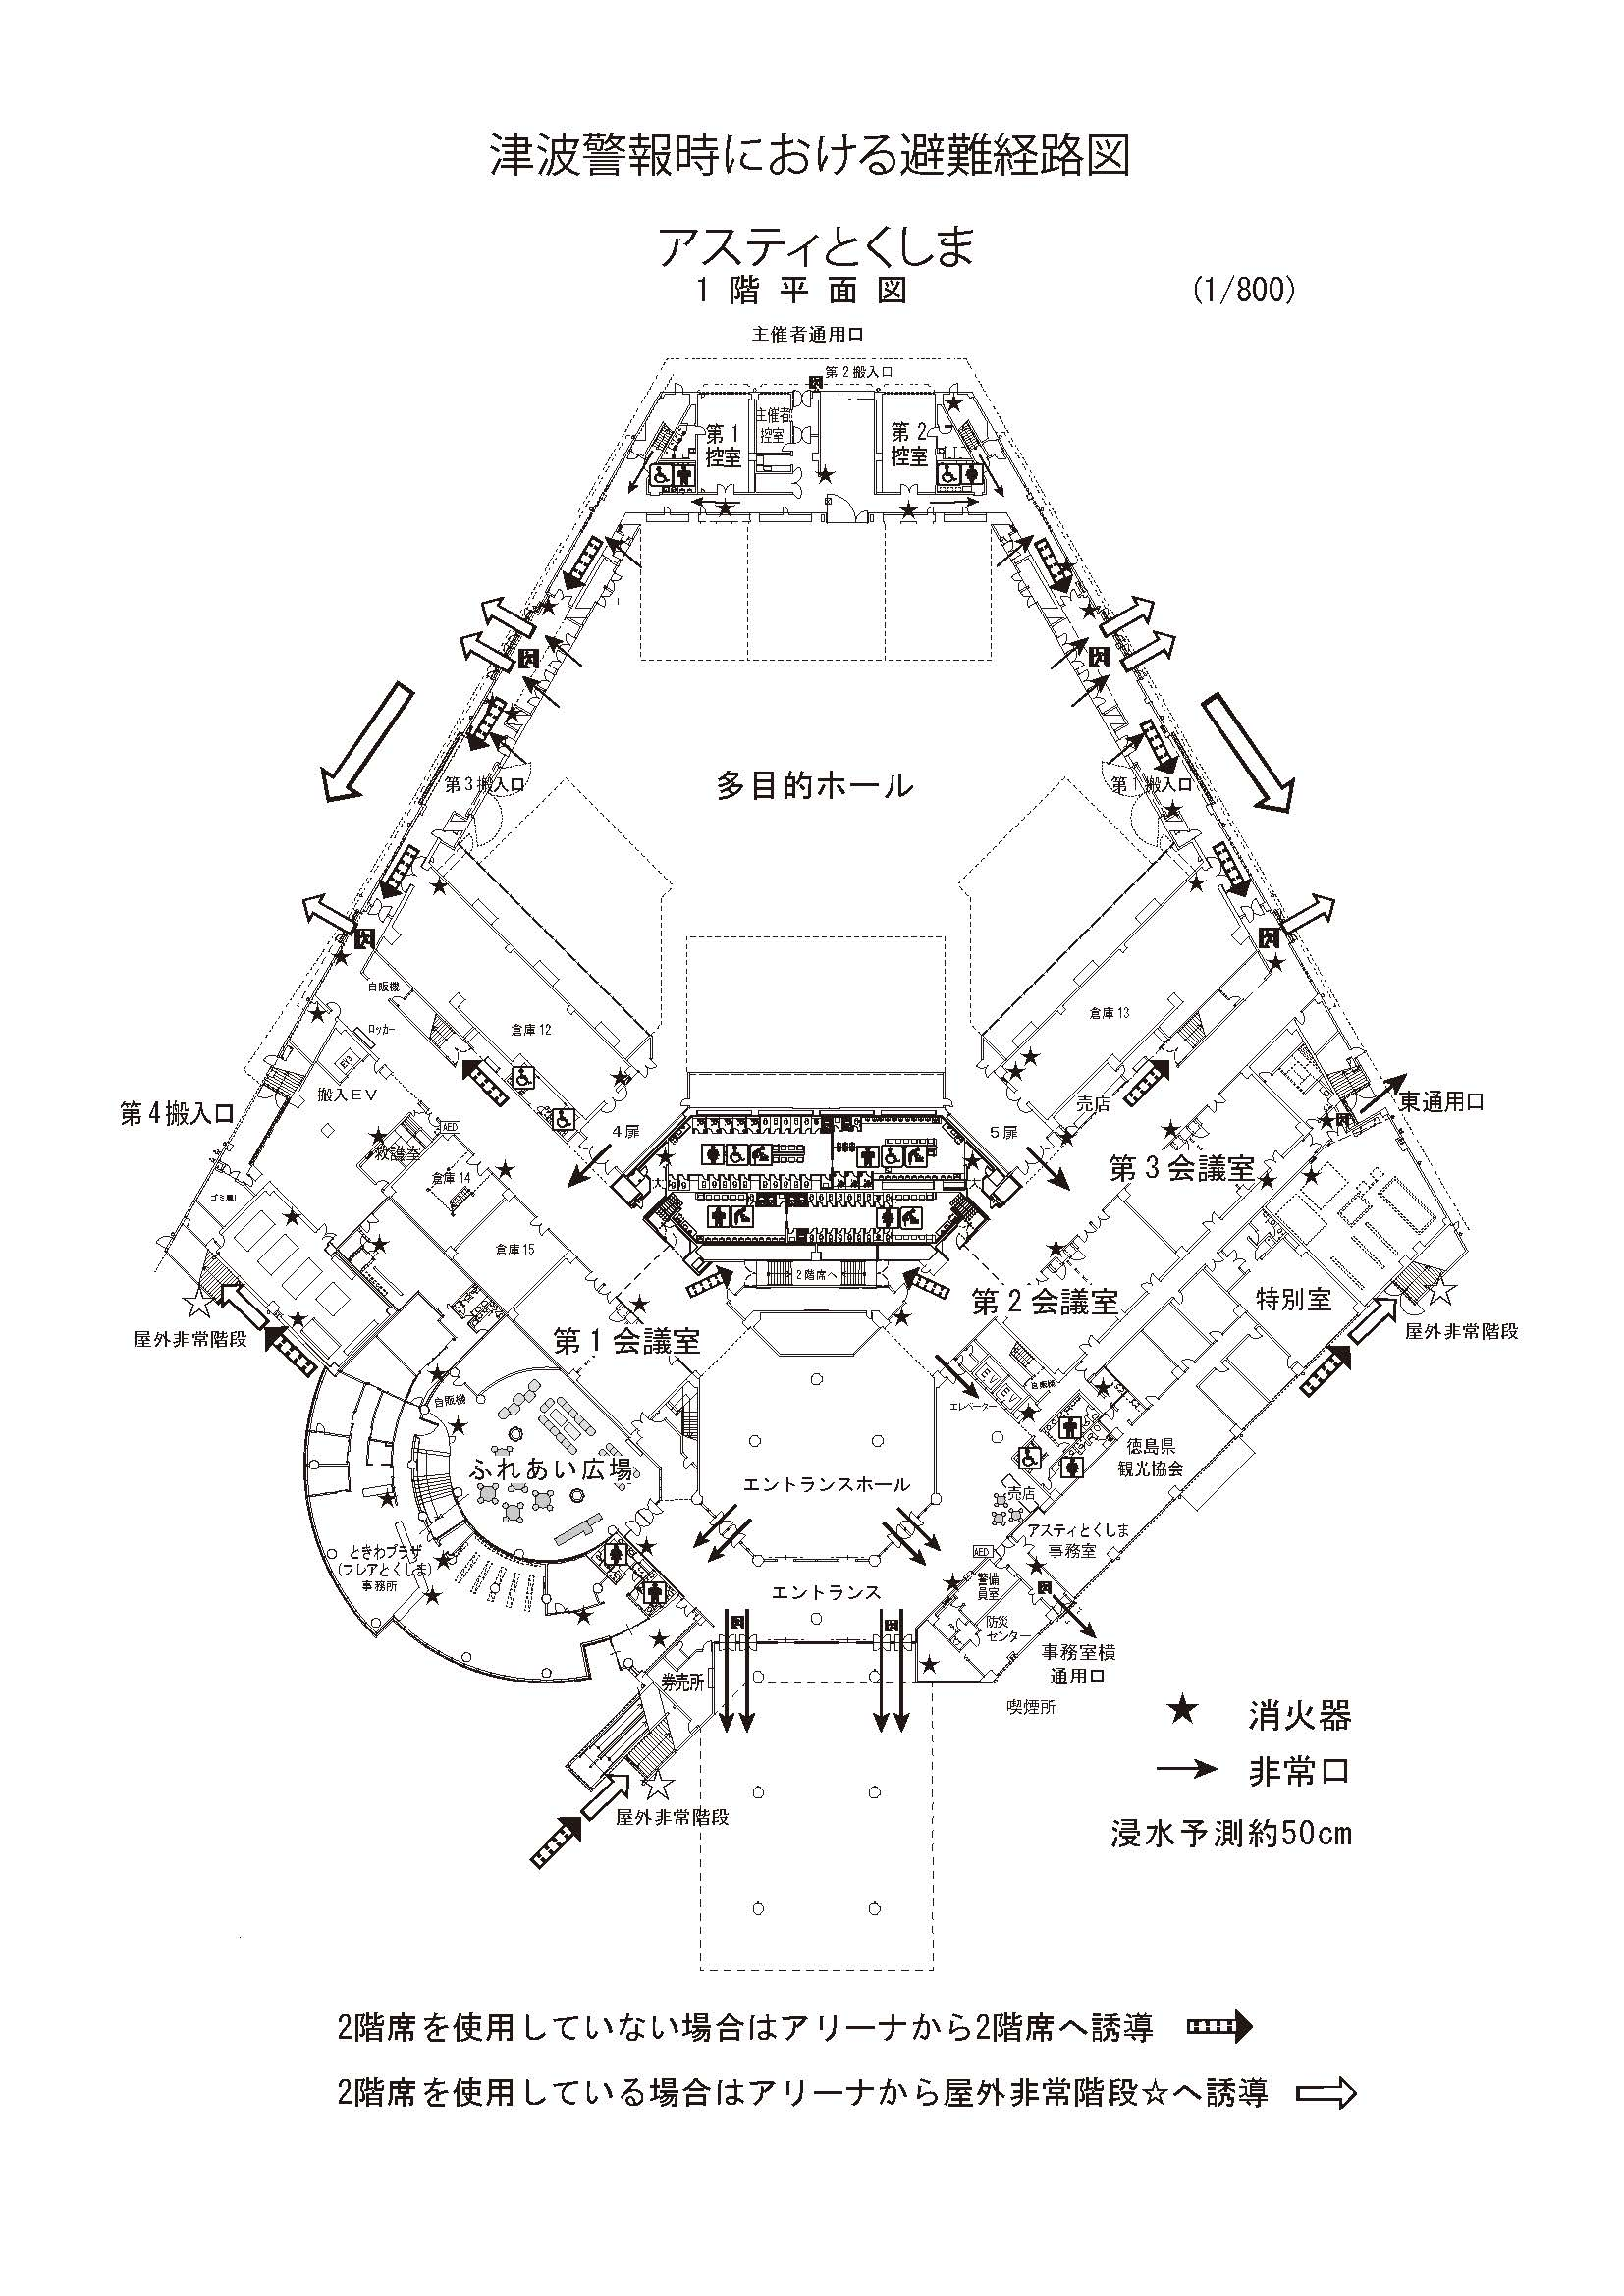 津波警報時における避難経路図
アスティとくしま
1階平面図
(1/800)
主催者通用口
第2搬入口
第1
控室
主催者
控室
第2
控室
第3搬入口
多目的ホール
第1搬入口
自販機
ロッカー
倉庫12
倉庫13
EV
搬入EV
第4搬入口
AED
救護室
倉庫14
4扉
5扉
売店
東通用口
第3会議室
ゴミ庫1
倉庫15
2階席へ
第1会議室
第2会議室
特別室
屋外非常階段
屋外非常階段
EV
EV
自販機
エレベーター
自販機
ふれあい広場
エントランスホール
徳島県
観光協会
売店
アスティとくしま
事務室
AED
ときわプラザ
(フレアとくしま)
事務所
エントランス
警備
員室
防災
センター
事務室横
通用口
券売所
喫煙所
屋外非常階段
★ 消火器
→ 非常口
浸水予測約50cm
2階席を使用していない場合はアリーナから2階席へ誘導
2階席を使用している場合はアリーナから屋外非常階段☆へ誘導